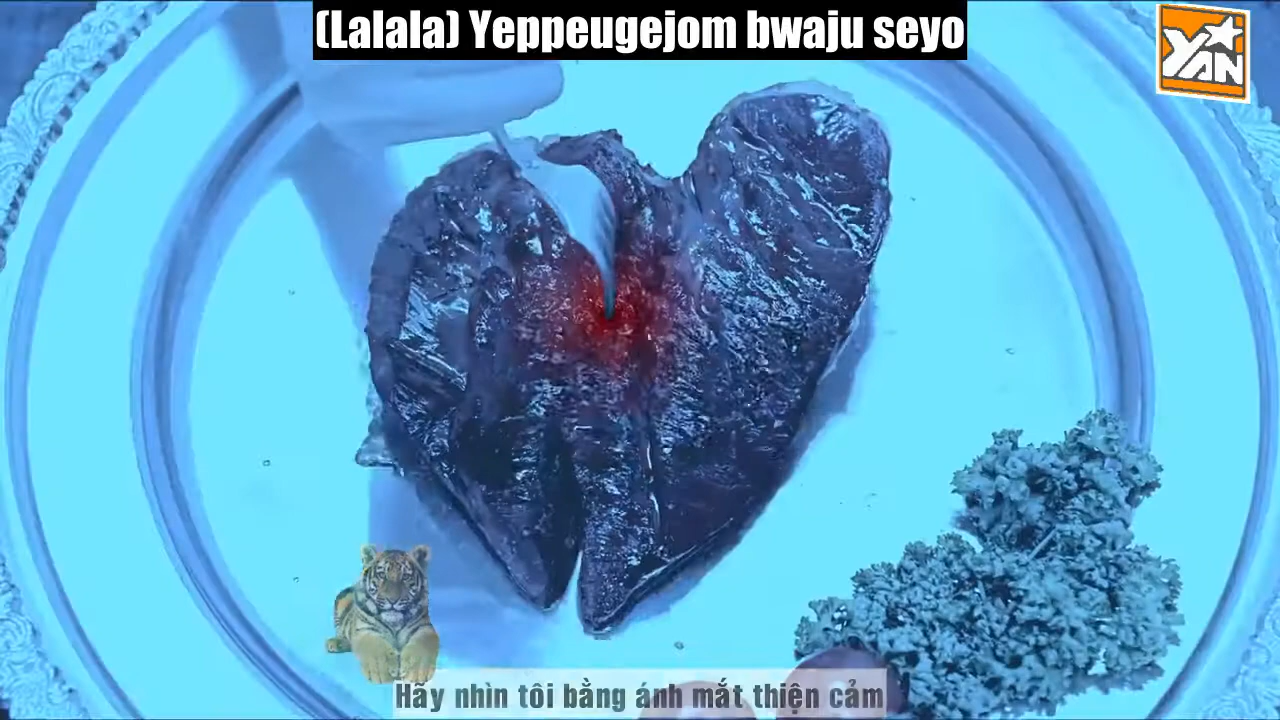 (Lalala) Yeppeugejom bwaju seyo
YAN
Hãy nhìn tôi bằng ánh mắt thiện cảm